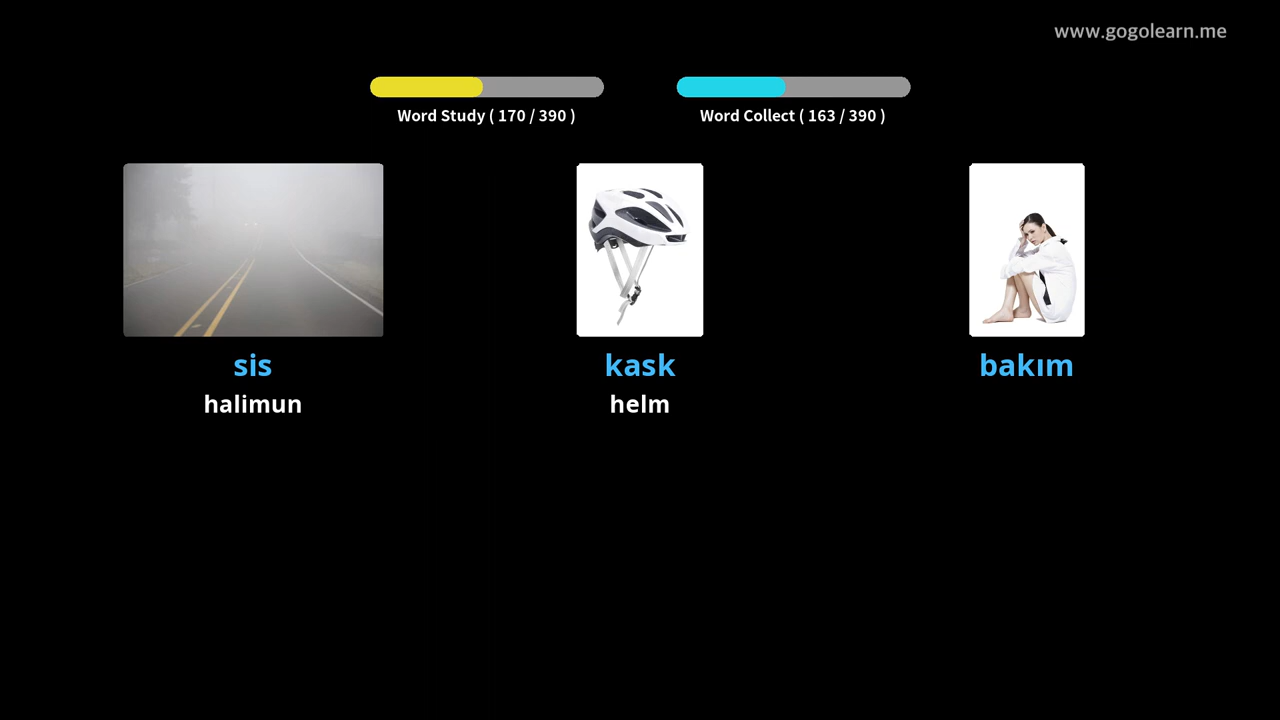 www.gogolearn.me
Word Study ( 170 / 390 )
Word Collect ( 163 / 390 )
sis
halimun
kask
helm
bakım